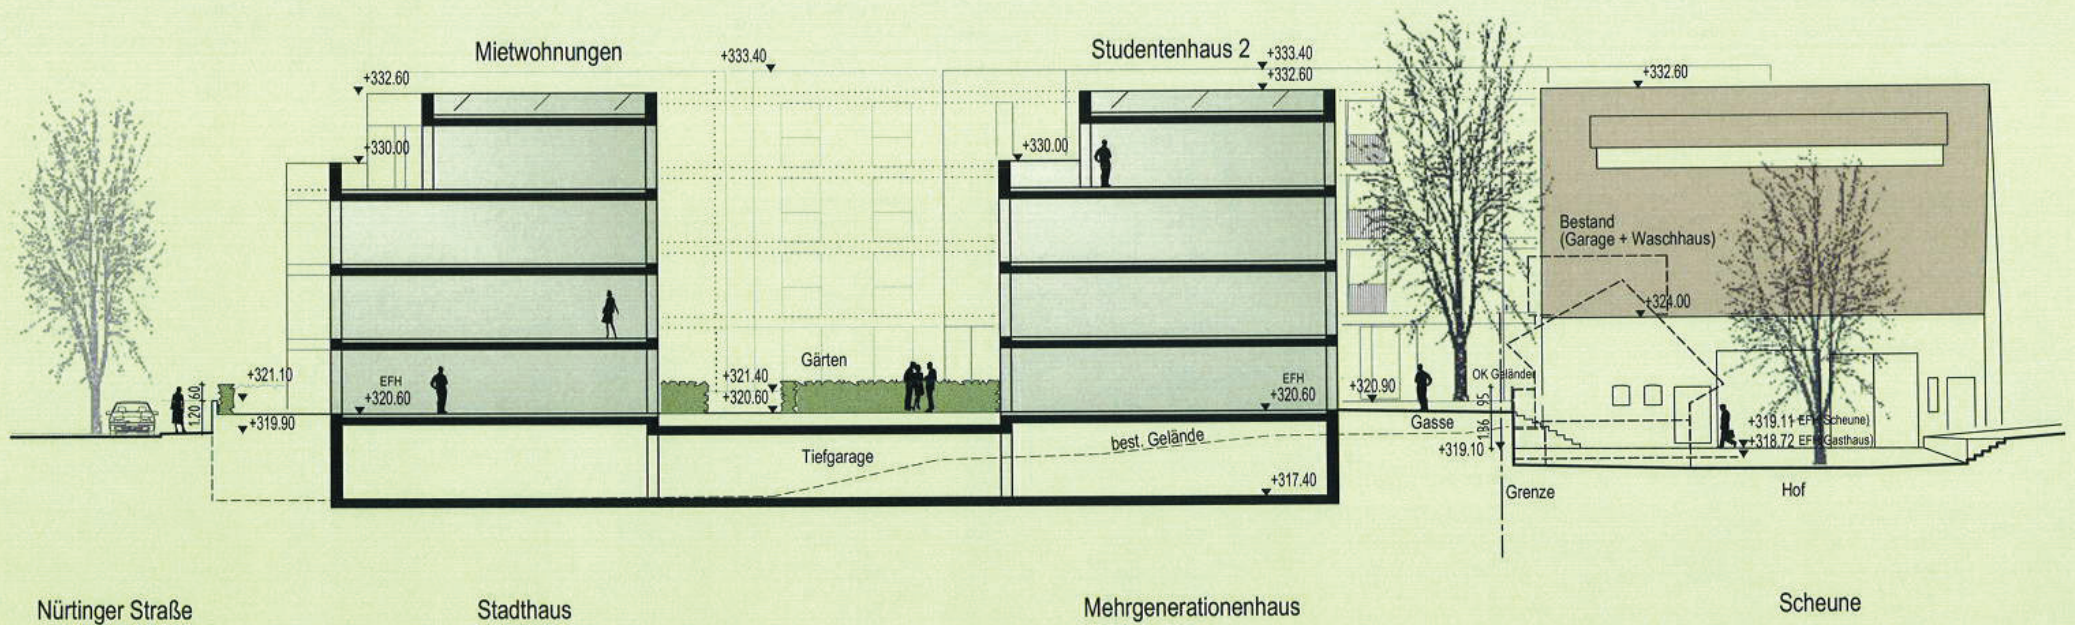 Mietwohnungen
Studentenhaus 2
+333.40
+333.40
+332.60
+332.60
+332.60
+330.00
+330.00
Bestand
(Garage + Waschhaus)
+324.00
Gärten
OK Geländer
+321.10
EFH
+320.60
+321.40
+320.60
EFH
+320.60
+320.90
1,20
60
95
+319.90
Gasse
1,86
+319.10
+319.11 EFH (Scheune)
+318.72 EFH (Gasthaus)
best. Gelände
Tiefgarage
+317.40
Grenze
Hof
Nürtinger Straße
Stadthaus
Mehrgenerationenhaus
Scheune